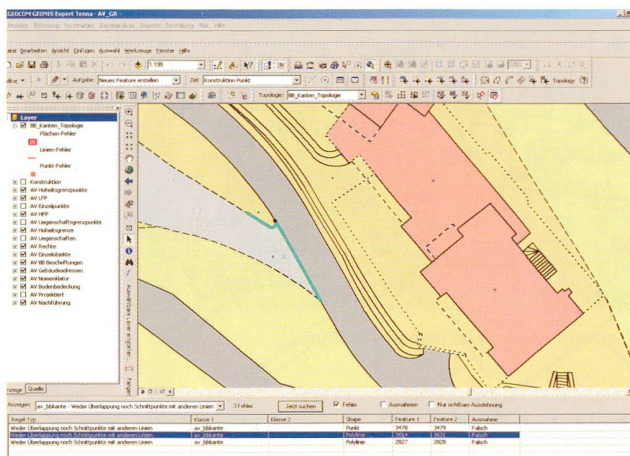 GEOCOM GEONIS Expert Tenna - AV_GR -
Bearbeiten Ansicht Einfügen Auswahl Werkzeuge Fenster Hilfe
1:199
Aufgabe: Neues Feature erstellen Ziel: Konstruktion Punkt
Topology
Topologie: BB_Kanten_Topologie
Layer
BB_Kanten_Topologie
Flächen-Fehler
Linien-Fehler
Punkt-Fehler
Konstruktion
AV Hoheitsgrenzpunkte
AV LFP
AV Einzelpunkte
AV HFP
AV Liegenschaftsgrenzpunkte
AV Hoheitsgrenze
AV Liegenschaften
AV Rechte
AV Einzelobjekte
AV BB Beschriftungen
AV Gebäudeadressen
AV Nomenklatur
AV Bodenbedeckung
AV Projektiert
AV Nachführung
Quelle
Anzeigen: av_bbkante - Weder Überlappung noch Schnittpunkte mit anderen Linien 3 Fehler Jetzt suchen Fehler Ausnahmen Nur sichtbare Ausdehnung
Regel-Typ Klasse 1 Klasse 2 Shape Feature 1 Feature 2 Ausnahme
Weder Überlappung noch Schnittpunkte mit anderen Linien av_bbkante Punkt 3478 3479 Falsch
Weder Überlappung noch Schnittpunkte mit anderen Linien av_bbkante Polylinie Falsch
Weder Überlappung noch Schnittpunkte mit anderen Linien av_bbkante Polylinie 2827 2828 Falsch